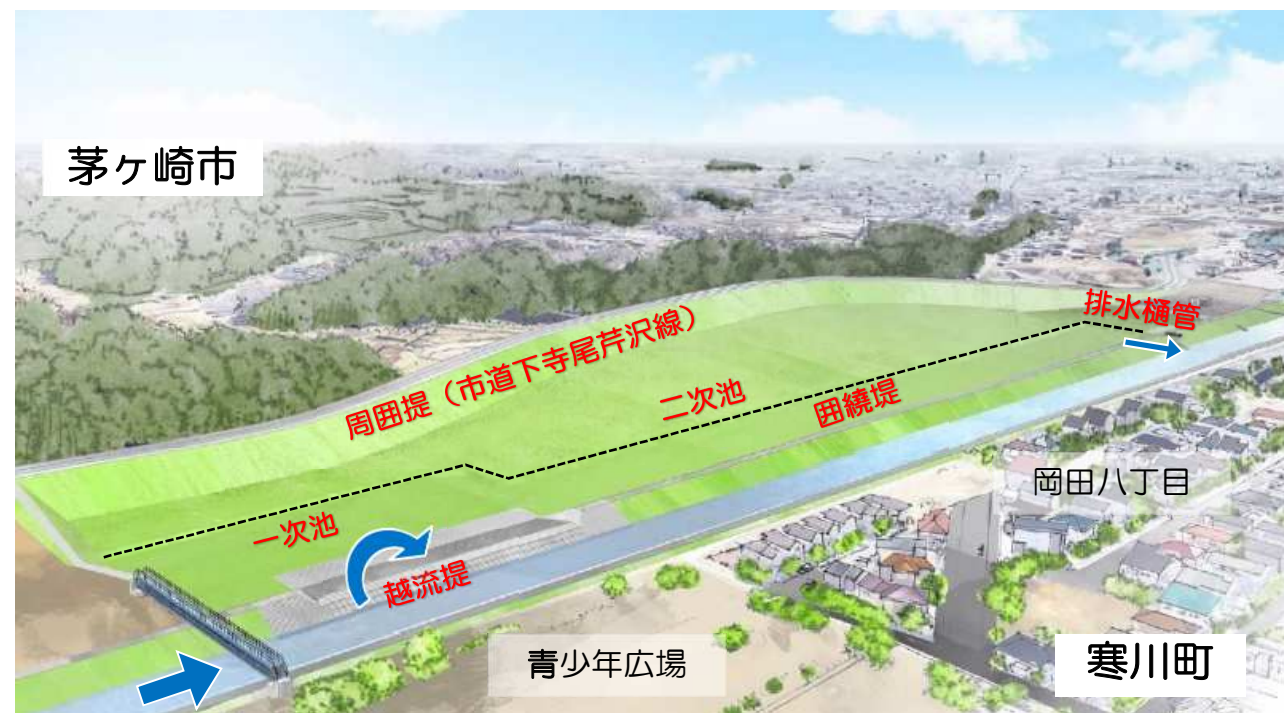 茅ヶ崎市
排水樋管
周囲提（市道下寺尾芹沢線）
二次池
囲繞堤
岡田八丁目
一次池
越流提
青少年広場
寒川町